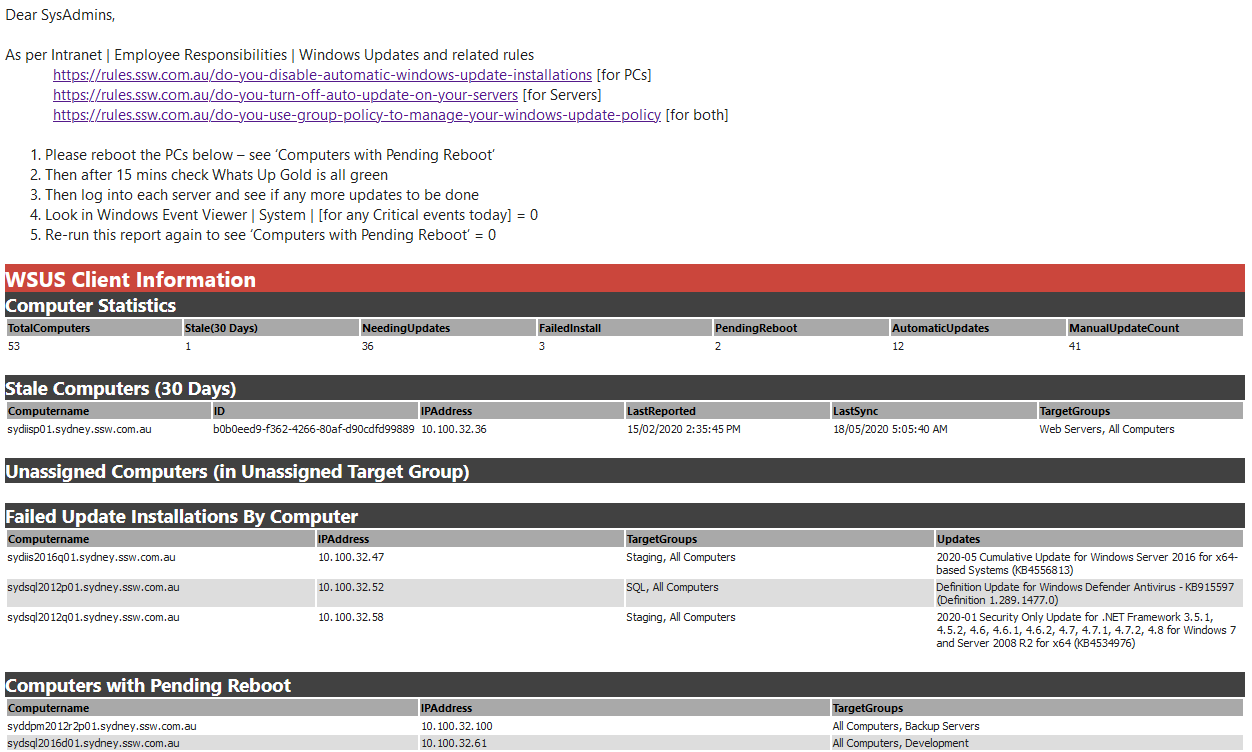 Dear SysAdmins,
As per Intranet | Employee Responsibilities | Windows Updates and related rules
https://rules.ssw.com.au/do-you-disable-automatic-windows-update-installations [for PCs]
https://rules.ssw.com.au/do-you-turn-off-auto-update-on-your-servers [for Servers]
https://rules.ssw.com.au/do-you-use-group-policy-to-manage-your-windows-update-policy [for both]
1. Please reboot the PCs below – see ‘Computers with Pending Reboot’
2. Then after 15 mins check Whats Up Gold is all green
3. Then log into each server and see if any more updates to be done
4. Look in Windows Event Viewer | System | [for any Critical events today] = 0
5. Re-run this report again to see ‘Computers with Pending Reboot’ = 0
WSUS Client Information
Computer Statistics
TotalComputers Stale(30 Days) NeedingUpdates FailedInstall PendingReboot AutomaticUpdates ManualUpdateCount
53 1 36 3 2 12 41
Stale Computers (30 Days)
Computername ID IPAddress LastReported LastSync TargetGroups
sydiisp01.sydney.ssw.com.au b0b0eed9-f362-4266-80af-d90cdfd99889 10.100.32.36 15/02/2020 2:35:45 PM 18/05/2020 5:05:40 AM Web Servers, All Computers
Unassigned Computers (in Unassigned Target Group)
Failed Update Installations By Computer
Computername IPAddress TargetGroups Updates
sydiis2016q01.sydney.ssw.com.au 10.100.32.47 Staging, All Computers 2020-05 Cumulative Update for Windows Server 2016 for x64-
based Systems (KB4556813)
sydsql2012p01.sydney.ssw.com.au 10.100.32.52 SQL, All Computers Definition Update for Windows Defender Antivirus - KB915597
(Definition 1.289.1477.0)
sydsql2012q01.sydney.ssw.com.au 10.100.32.58 Staging, All Computers 2020-01 Security Only Update for .NET Framework 3.5.1,
4.5.2, 4.6, 4.6.1, 4.6.2, 4.7, 4.7.1, 4.7.2, 4.8 for Windows 7
and Server 2008 R2 for x64 (KB4534976)
Computers with Pending Reboot
Computername IPAddress TargetGroups
syddpm2012r2p01.sydney.ssw.com.au 10.100.32.100 All Computers, Backup Servers
sydsql2016d01.sydney.ssw.com.au 10.100.32.61 All Computers, Development